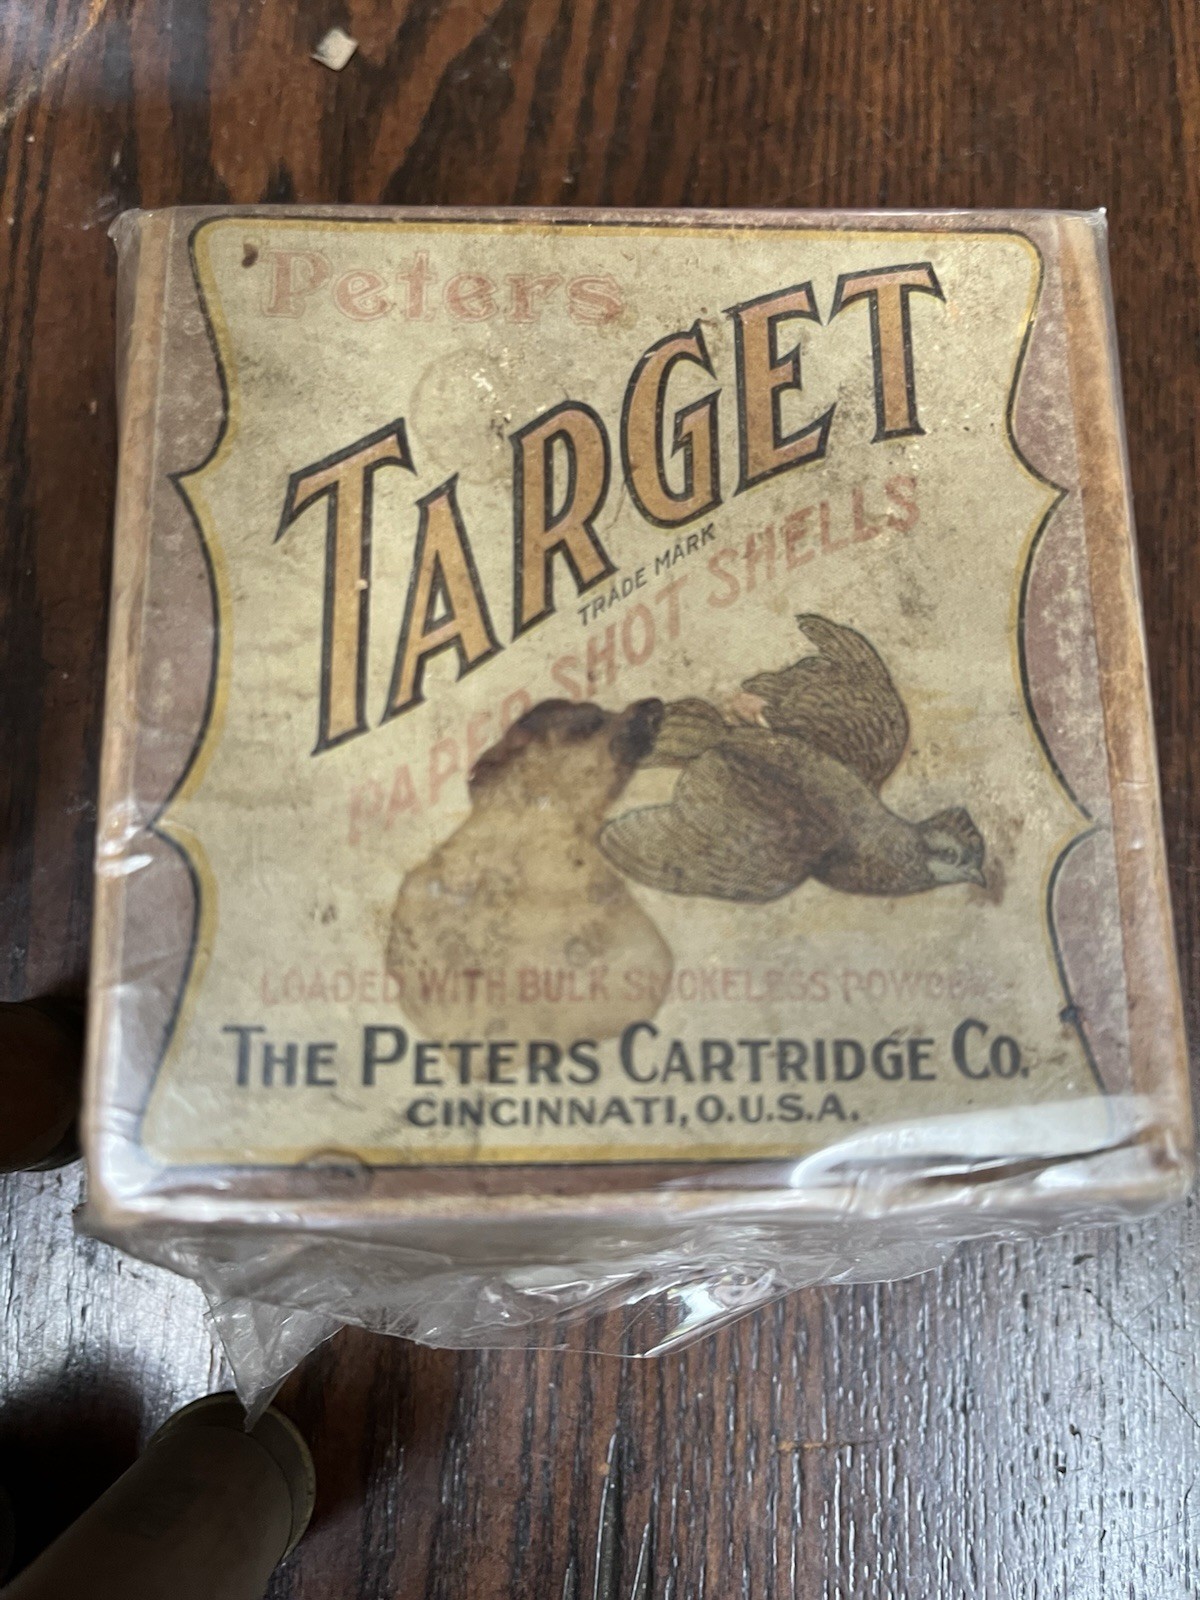 Peters
TARGET
TRADE MARK
PAPER SHOT SHELLS
LOADED WITH BULK SMOKELESS POWDER
THE PETERS CARTRIDGE CO.
CINCINNATI, O.U.S.A.